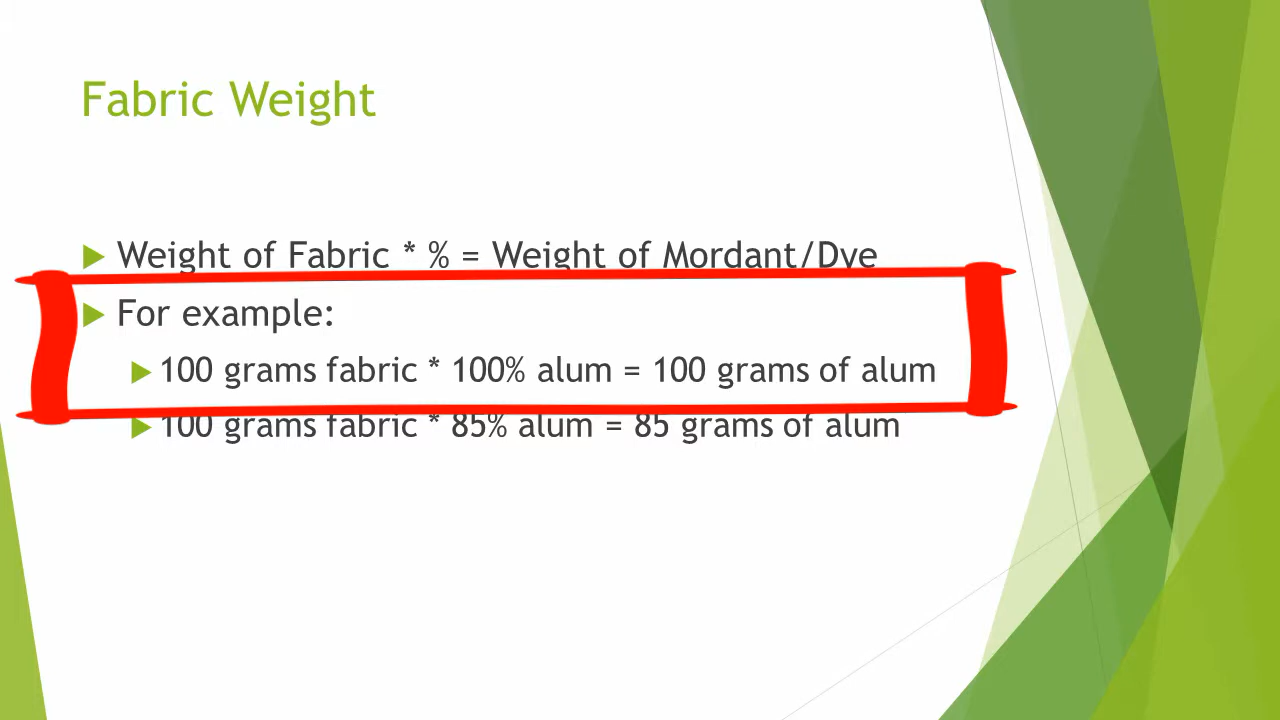 Fabric Weight
Weight of Fabric * % = Weight of Mordant/Dye
For example:
100 grams fabric * 100% alum = 100 grams of alum
100 grams fabric * 85% alum = 85 grams of alum